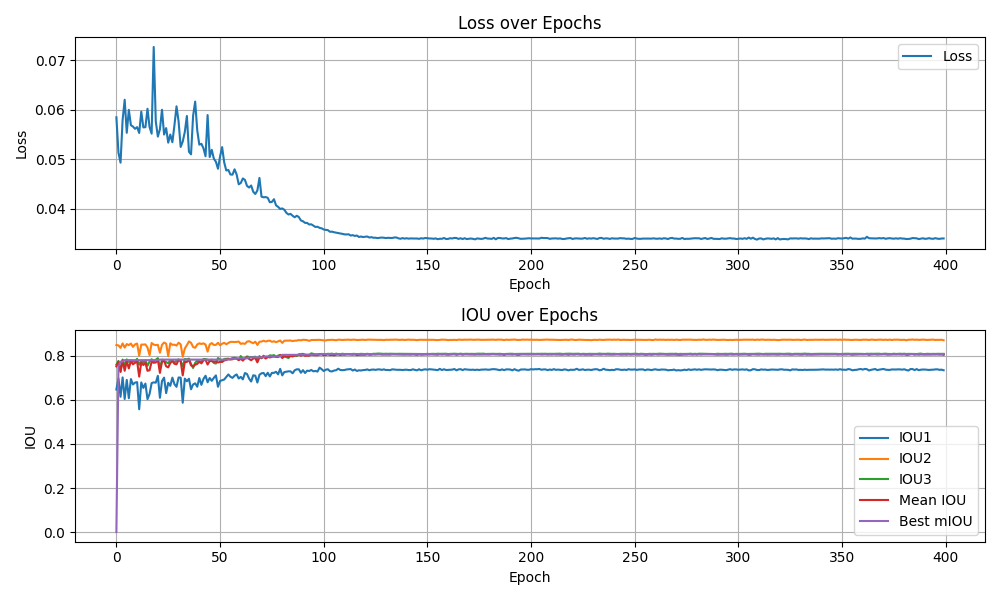 Loss over Epochs
0.07
0.06
0.05
0.04
Loss
Loss
0 50 100 150 200 250 300 350 400
Epoch
IOU over Epochs
0.8
0.6
0.4
0.2
0.0
IOU
IOU1
IOU2
IOU3
Mean IOU
Best mIOU
0 50 100 150 200 250 300 350 400
Epoch